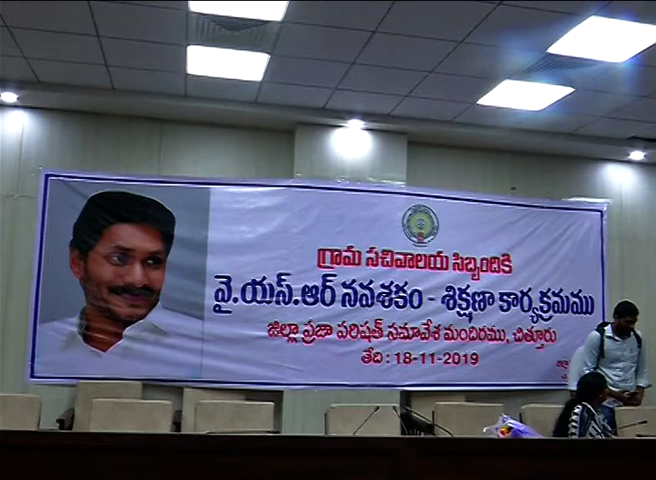 గ్రామ సచివాలయ సిబ్బందికి
వై.యస్.ఆర్ నవశకం - శిక్షణా కార్యక్రమము
జిల్లా ప్రజా పరిషత్ సమావేశ మందిరము, చిత్తూరు
తేది : 18-11-2019